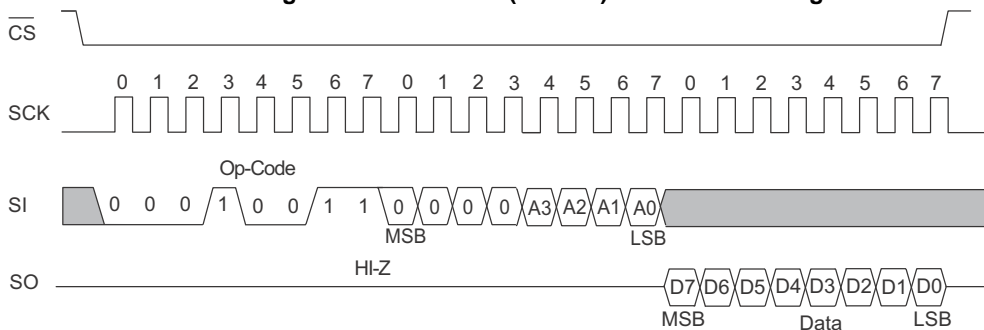 CS
0 1 2 3 4 5 6 7 0 1 2 3 4 5 6 7 0 1 2 3 4 5 6 7
SCK
Op-Code
SI 0 0 0 1 0 0 1 1 0 0 0 0 A3 A2 A1 A0
MSB LSB
HI-Z
SO D7 D6 D5 D4 D3 D2 D1 D0
MSB Data LSB